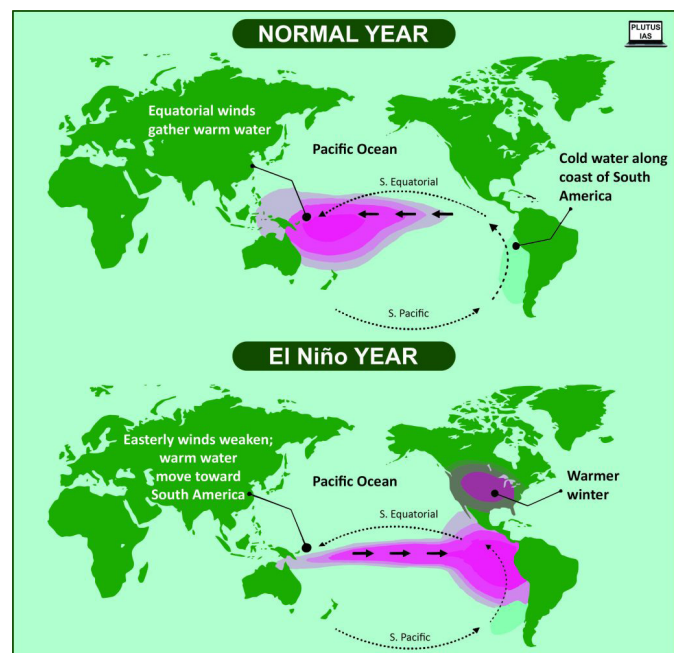 NORMAL YEAR
PLUTUS
IAS
Equatorial winds
gather warm water
Pacific Ocean
Cold water along
coast of South
America
S. Equatorial
S. Pacific
El Niño YEAR
Easterly winds weaken;
warm water
move toward
South America
Pacific Ocean
Warmer
winter
S. Equatorial
S. Pacific